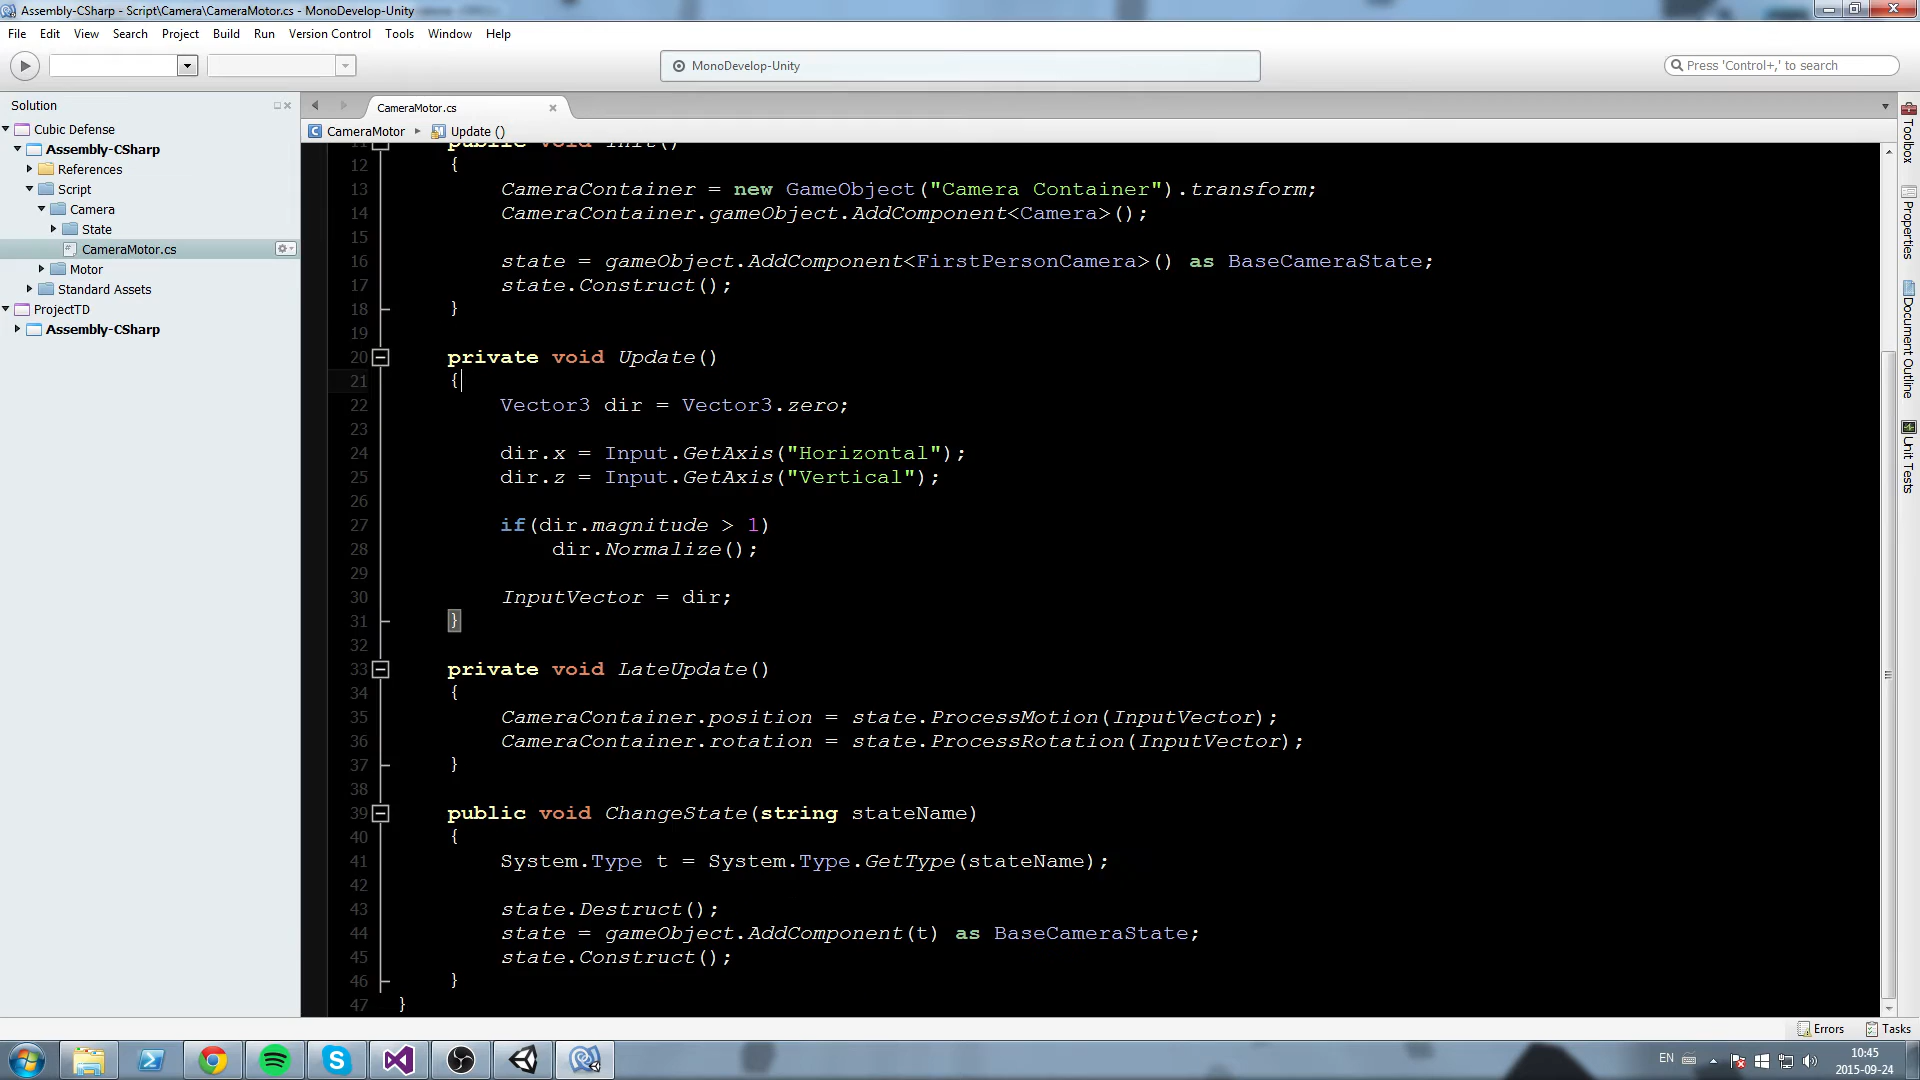 Assembly-CSharp - Script\Camera\CameraMotor.cs - MonoDevelop-Unity
File Edit View Search Project Build Run Version Control Tools Window Help
MonoDevelop-Unity
Press 'Control+,' to search
Solution
Cubic Defense
Assembly-CSharp
References
Script
Camera
State
CameraMotor.cs
Motor
Standard Assets
ProjectTD
Assembly-CSharp
CameraMotor.cs
CameraMotor Update ()
11 public void Init()
12 {
13 CameraContainer = new GameObject("Camera Container").transform;
14 CameraContainer.gameObject.AddComponent<Camera>();
15
16 state = gameObject.AddComponent<FirstPersonCamera>() as BaseCameraState;
17 state.Construct();
18 }
19
20 private void Update()
21 {
22 Vector3 dir = Vector3.zero;
23
24 dir.x = Input.GetAxis("Horizontal");
25 dir.z = Input.GetAxis("Vertical");
26
27 if(dir.magnitude > 1)
28 dir.Normalize();
29
30 InputVector = dir;
31 }
32
33 private void LateUpdate()
34 {
35 CameraContainer.position = state.ProcessMotion(InputVector);
36 CameraContainer.rotation = state.ProcessRotation(InputVector);
37 }
38
39 public void ChangeState(string stateName)
40 {
41 System.Type t = System.Type.GetType(stateName);
42
43 state.Destruct();
44 state = gameObject.AddComponent(t) as BaseCameraState;
45 state.Construct();
46 }
47 }
Toolbox
Properties
Document Outline
Unit Tests
Errors Tasks
EN
10:45
2015-09-24